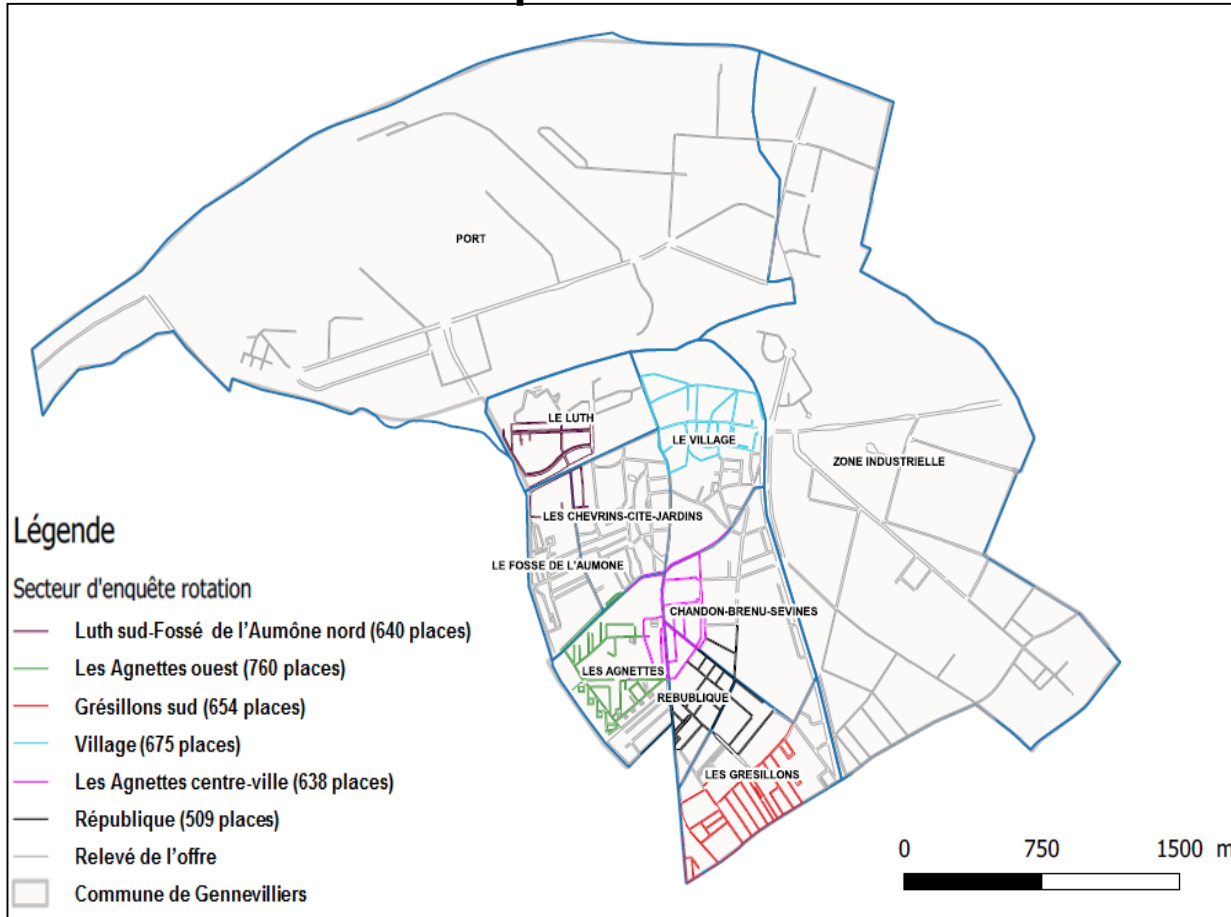 PORT
LE LUTH
LE VILLAGE
ZONE INDUSTRIELLE
LES CHEVRINS-CITE-JARDINS
LE FOSSE DE L'AUMONE
CHANDON-BRENU-SEVINES
LES AGNETTES
REBUBLIQUE
LES GRESILLONS
Légende
Secteur d'enquête rotation
Luth sud-Fossé de l'Aumône nord (640 places)
Les Agnettes ouest (760 places)
Grésillons sud (654 places)
Village (675 places)
Les Agnettes centre-ville (638 places)
République (509 places)
Relevé de l'offre
Commune de Gennevilliers
0 750 1500 m